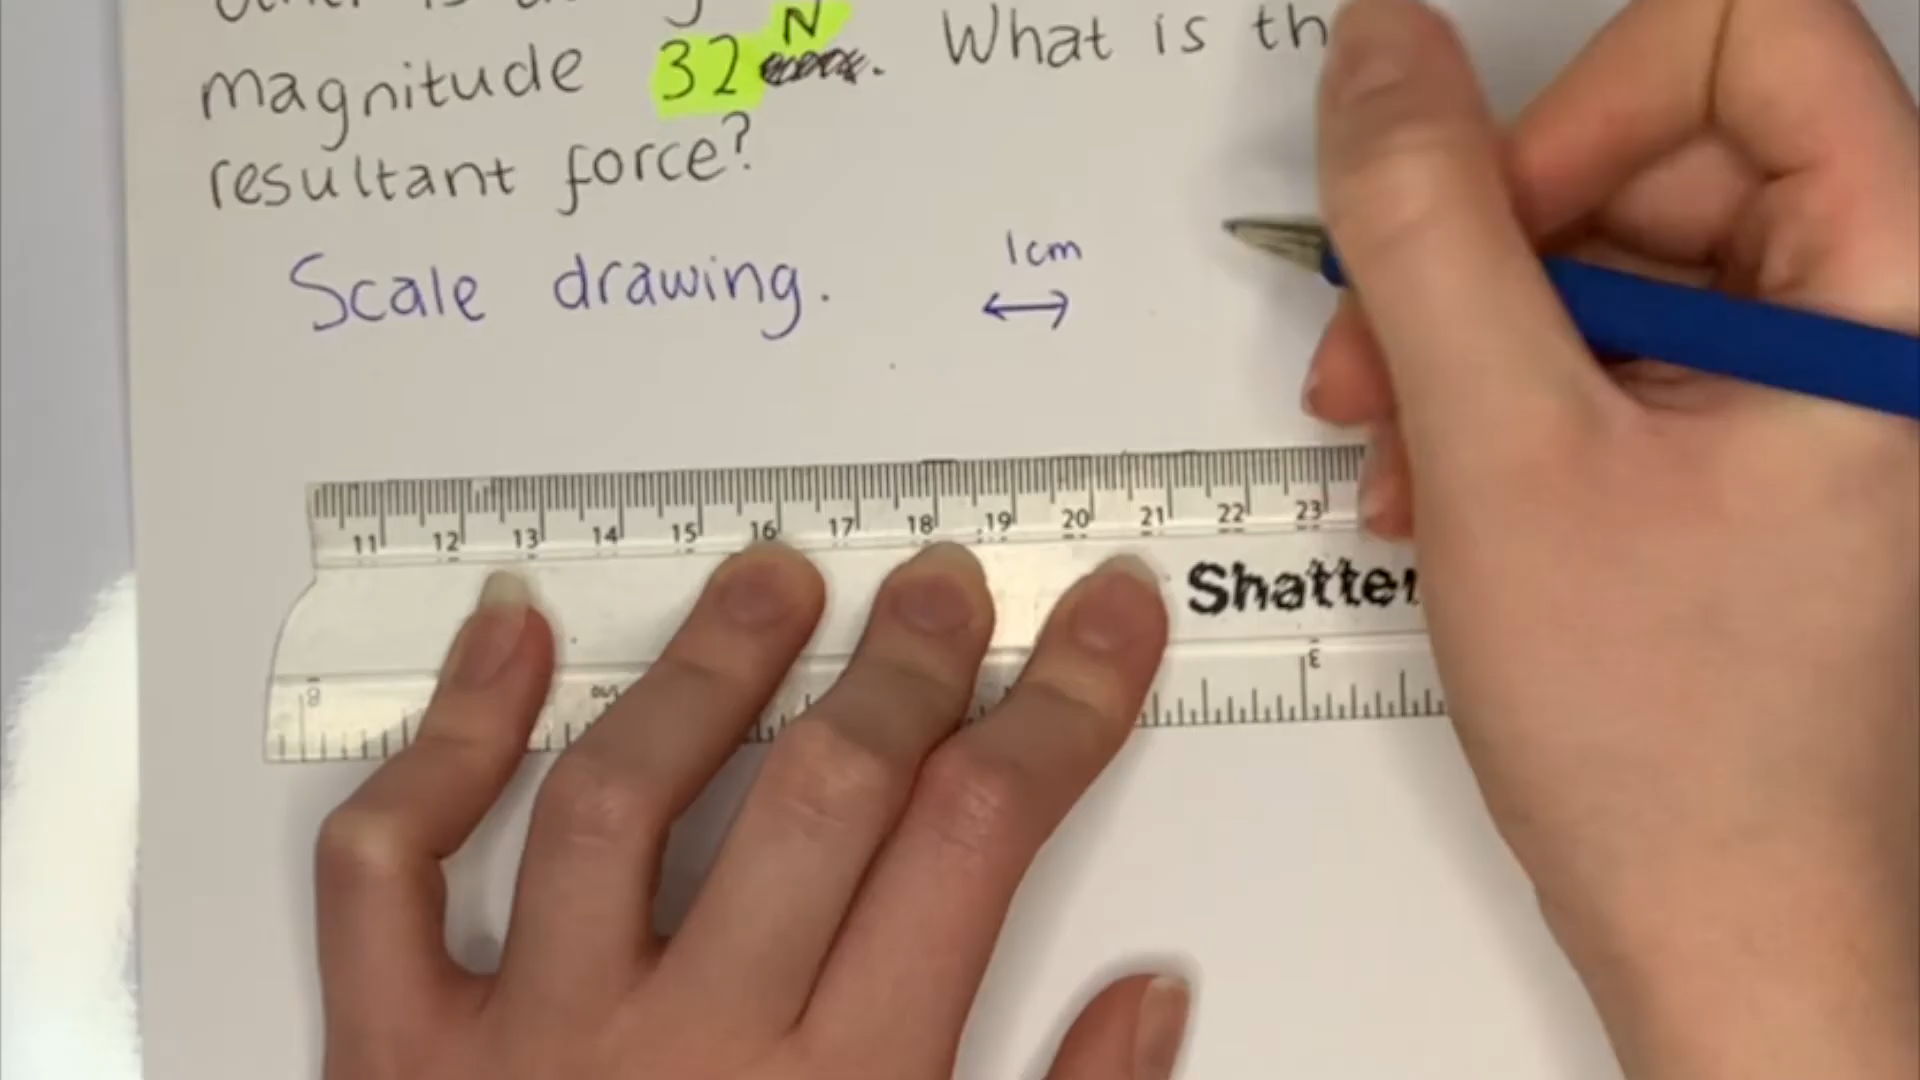 magnitude 32 N. What is th
resultant force?
Scale drawing.
1cm
11 12 13 14 15 16 17 18 19 20 21 22 23
Shatter
3